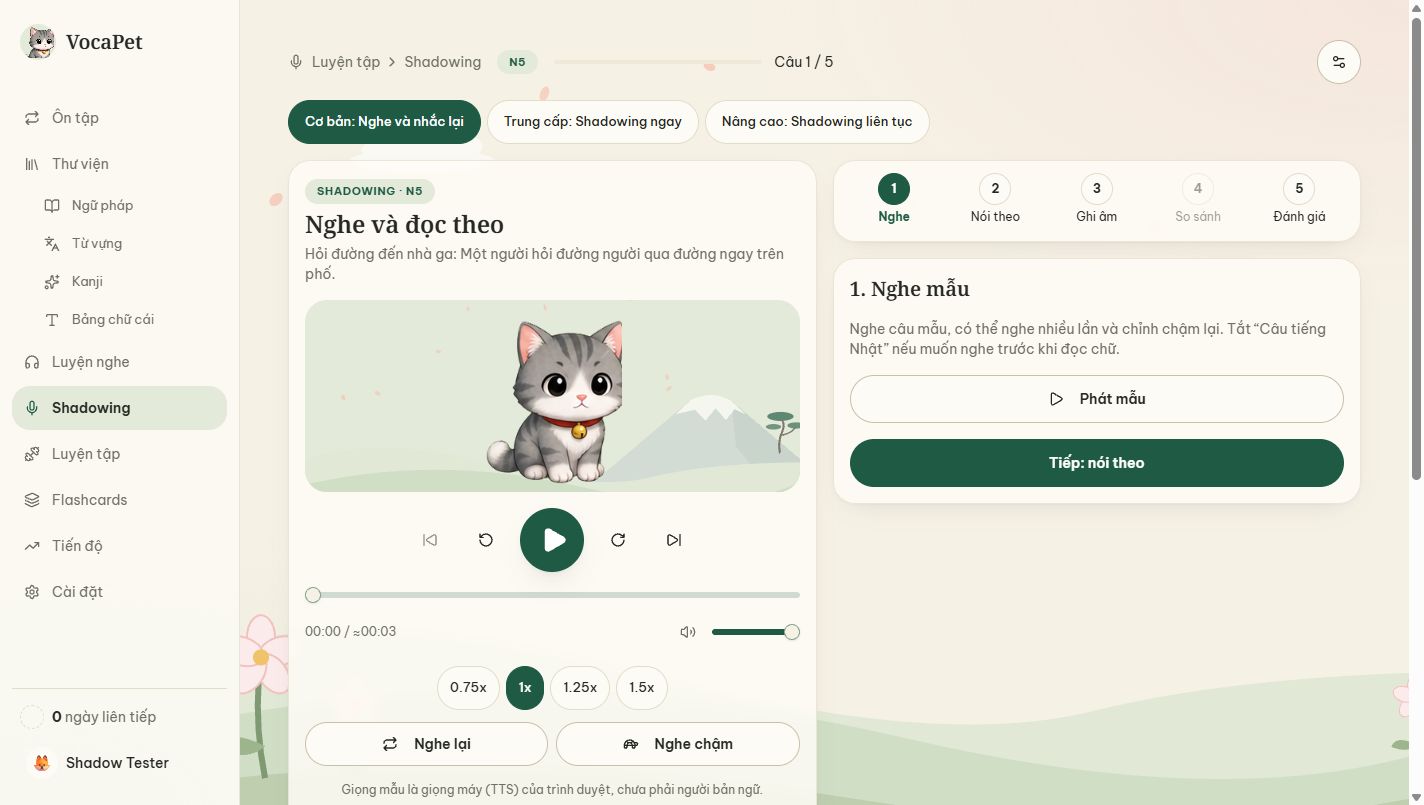 VocaPet
Ôn tập
Thư viện
Ngữ pháp
Từ vựng
Kanji
Bảng chữ cái
Luyện nghe
Shadowing
Luyện tập
Flashcards
Tiến độ
Cài đặt
0 ngày liên tiếp
Shadow Tester
Luyện tập > Shadowing N5 Câu 1 / 5
Cơ bản: Nghe và nhắc lại
Trung cấp: Shadowing ngay
Nâng cao: Shadowing liên tục
SHADOWING · N5
Nghe và đọc theo
Hỏi đường đến nhà ga: Một người hỏi đường người qua đường ngay trên
phố.
00:00 / ≈00:03
0.75x
1x
1.25x
1.5x
Nghe lại
Nghe chậm
Giọng mẫu là giọng máy (TTS) của trình duyệt, chưa phải người bản ngữ.
1 Nghe
2 Nói theo
3 Ghi âm
4 So sánh
5 Đánh giá
1. Nghe mẫu
Nghe câu mẫu, có thể nghe nhiều lần và chỉnh chậm lại. Tắt “Câu tiếng
Nhật” nếu muốn nghe trước khi đọc chữ.
Phát mẫu
Tiếp: nói theo